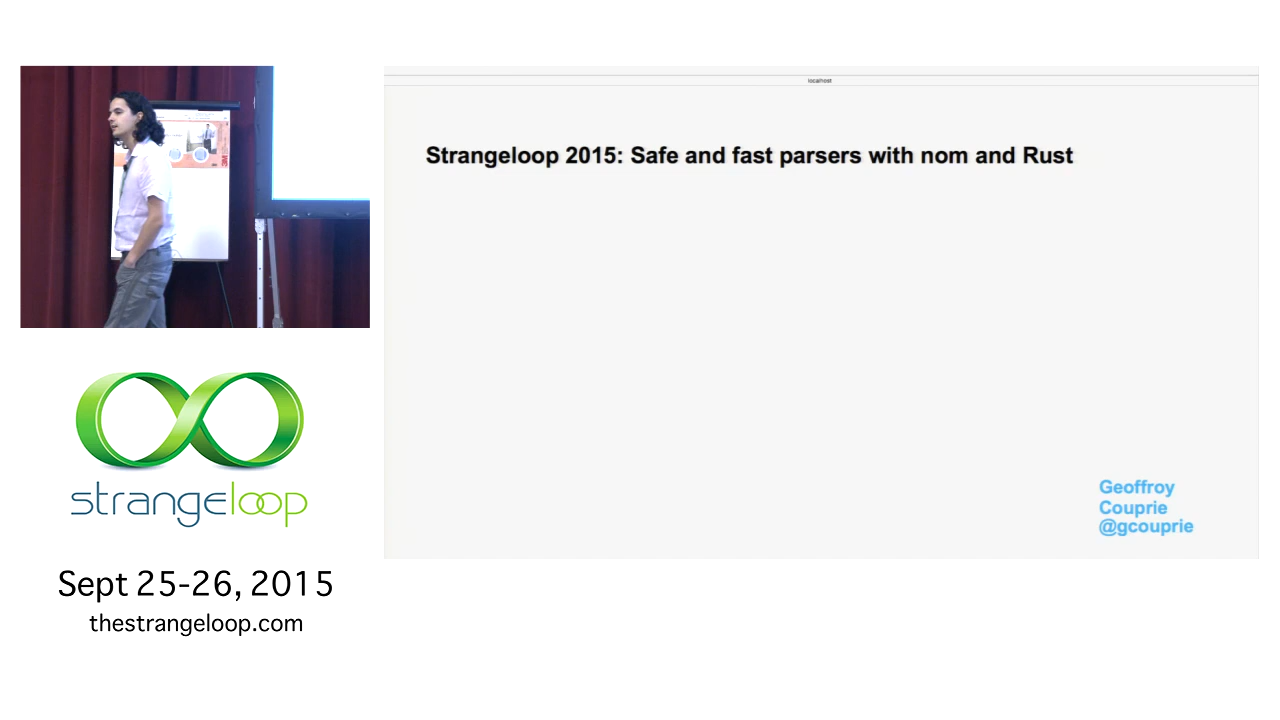 localhost
Strangeloop 2015: Safe and fast parsers with nom and Rust
Geoffroy
Couprie
@gcouprie
strangeloop
Sept 25-26, 2015
thestrangeloop.com